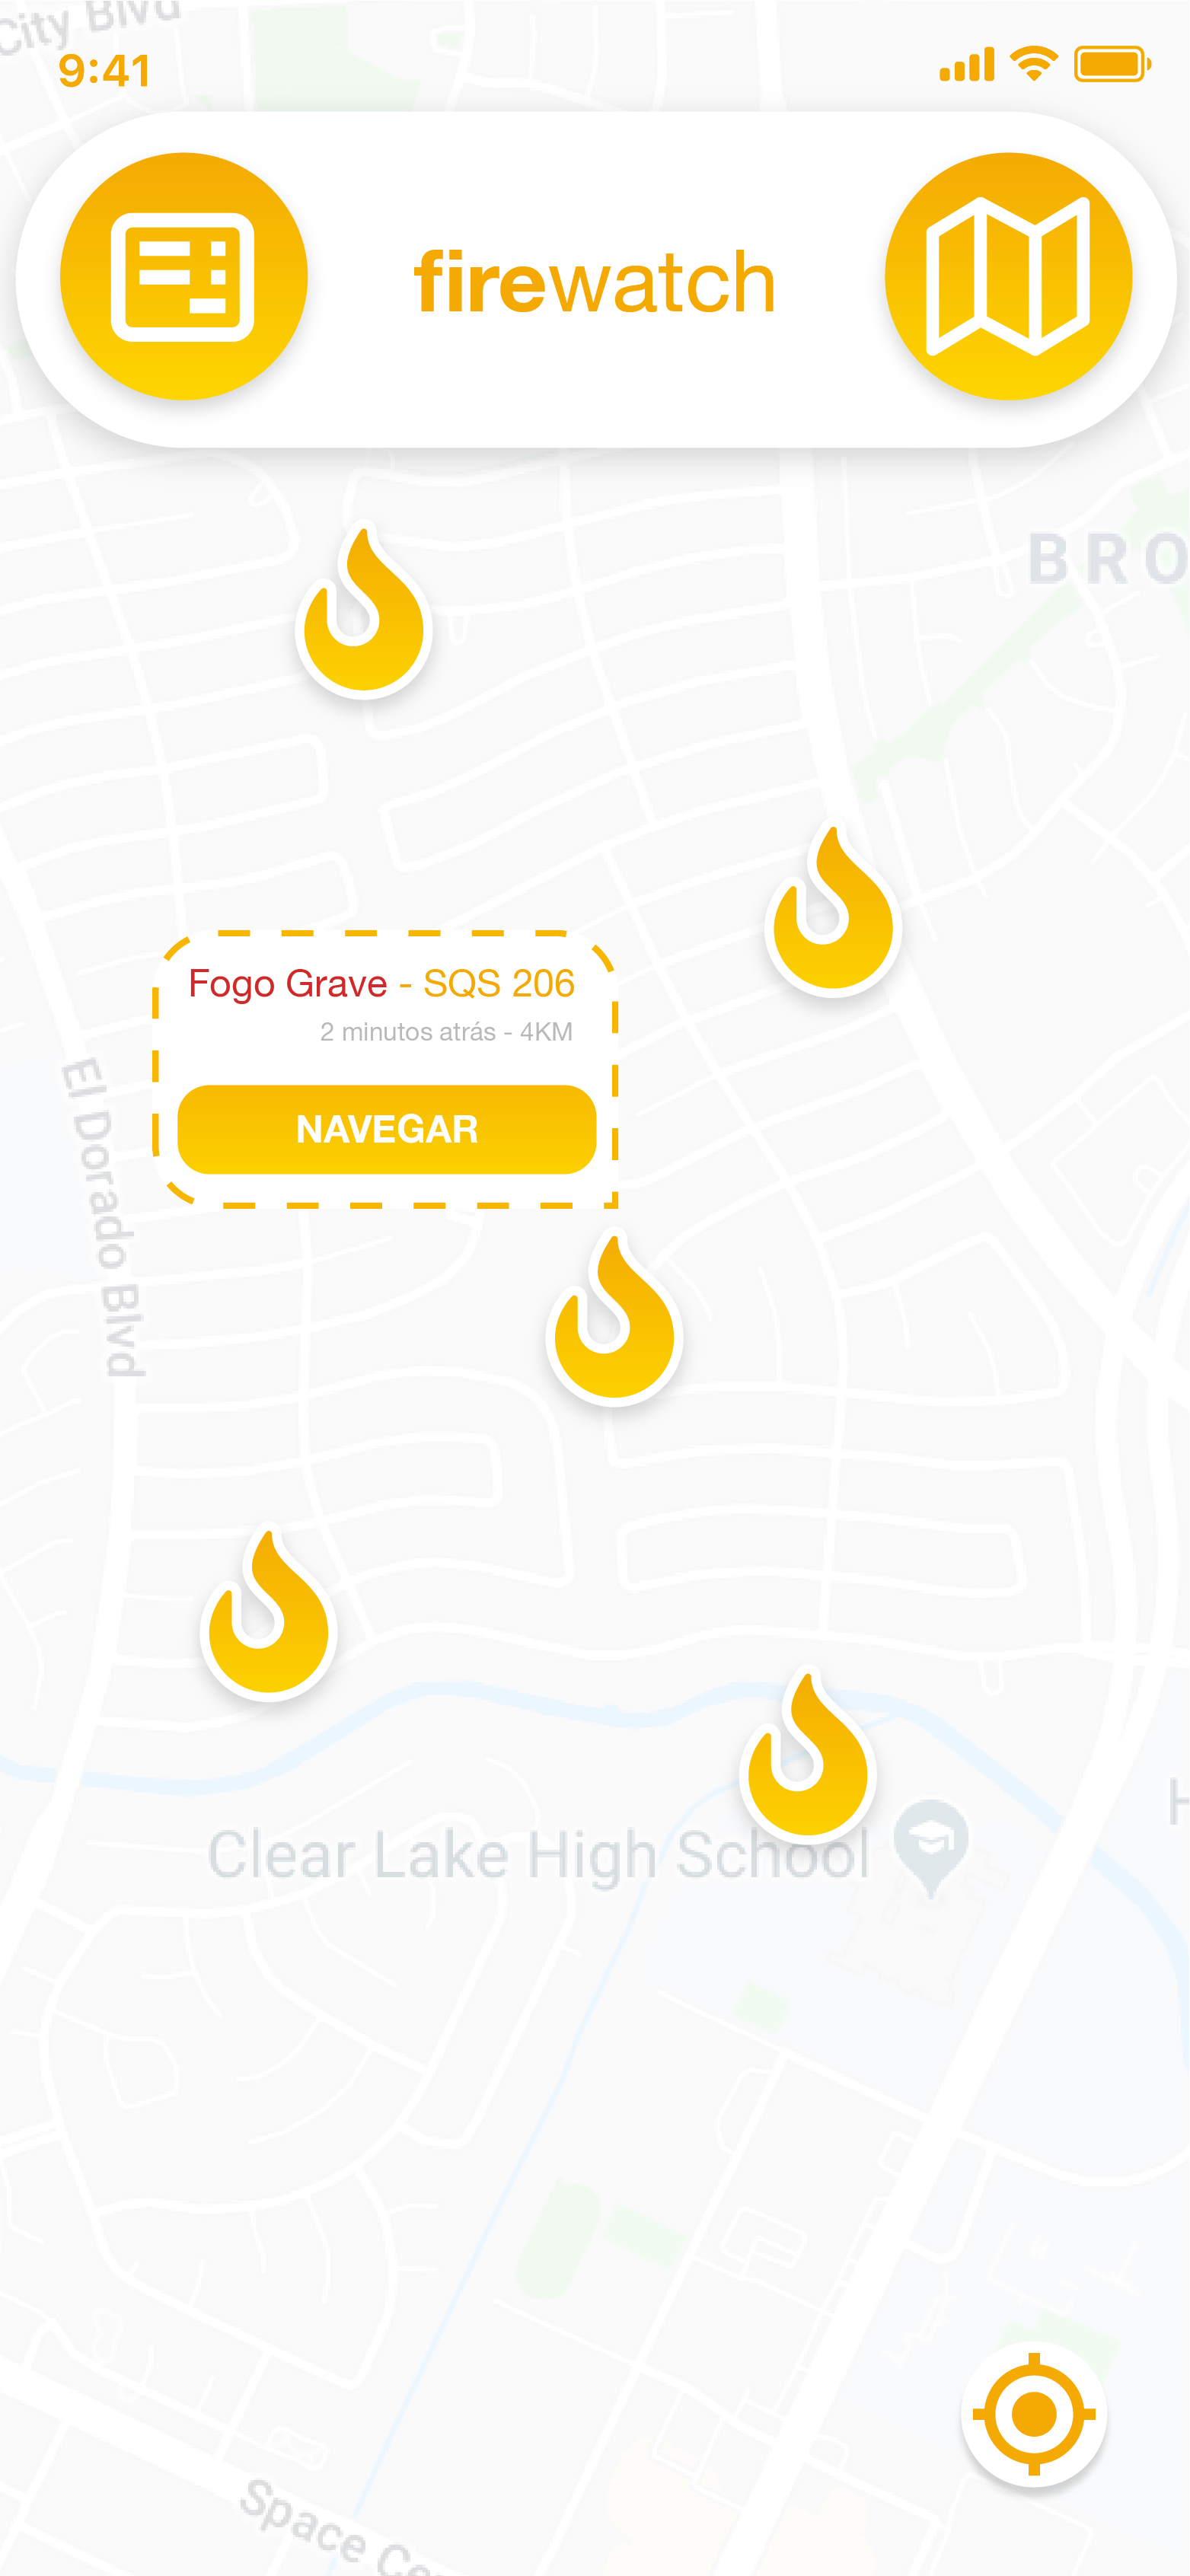 City Blvd
9:41
firewatch
BRO
Fogo Grave - SQS 206
2 minutos atrás - 4KM
NAVEGAR
El Dorado Blvd
H
Clear Lake High School
Space Ce